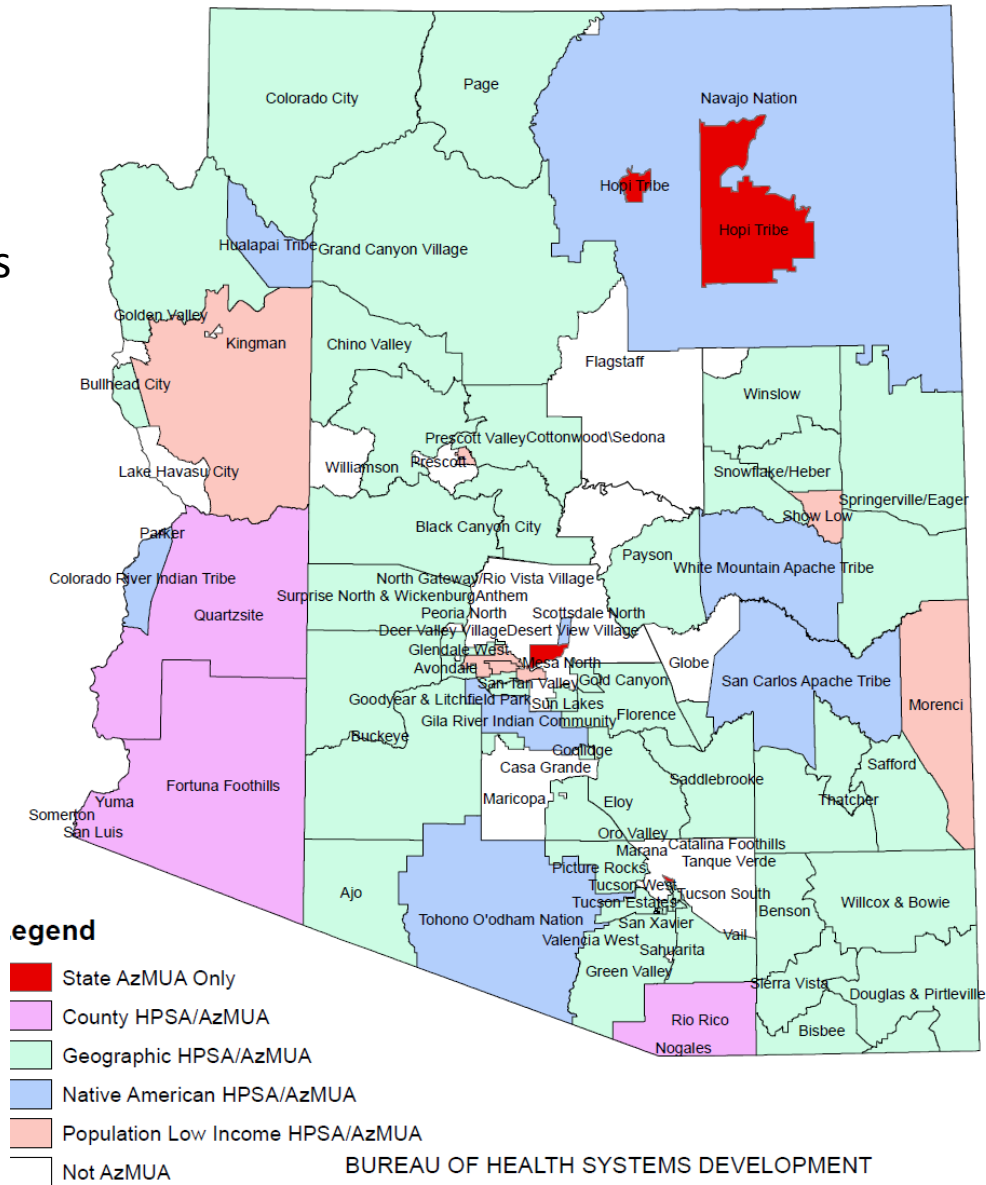 Page
Colorado City
Navajo Nation
s
Hopi Tribe
Hopi Tribe
Hualapai Tribe
Grand Canyon Village
Golden Valley
Kingman
Chino Valley
Flagstaff
Bullhead City
Winslow
Prescott Valley
Cottonwood\Sedona
Lake Havasu City
Williamson
Prescott
Snowflake/Heber
Springerville/Eager
Show Low
Parker
Black Canyon City
Payson
White Mountain Apache Tribe
Colorado River Indian Tribe
North Gateway/Rio Vista Village
Surprise North & Wickenburg
Anthem
Quartzsite
Peoria North
Scottsdale North
Deer Valley Village
Desert View Village
Glendale West
Avondale
Mesa North
Globe
San Tan Valley
Gold Canyon
San Carlos Apache Tribe
Goodyear & Litchfield Park
Sun Lakes
Morenci
Gila River Indian Community
Florence
Buckeye
Coolidge
Casa Grande
Safford
Saddlebrooke
Fortuna Foothills
Maricopa
Eloy
Thatcher
Yuma
Somerton
San Luis
Oro Valley
Catalina Foothills
Marana
Tanque Verde
Picture Rocks
Tucson West
Tucson South
Ajo
Tucson Estates
Willcox & Bowie
Benson
Tohono O'odham Nation
San Xavier
Vail
Valencia West
Sahuarita
Green Valley
Sierra Vista
Douglas & Pirtleville
Rio Rico
Bisbee
Nogales
egend
State AzMUA Only
County HPSA/AzMUA
Geographic HPSA/AzMUA
Native American HPSA/AzMUA
Population Low Income HPSA/AzMUA
Not AzMUA
BUREAU OF HEALTH SYSTEMS DEVELOPMENT